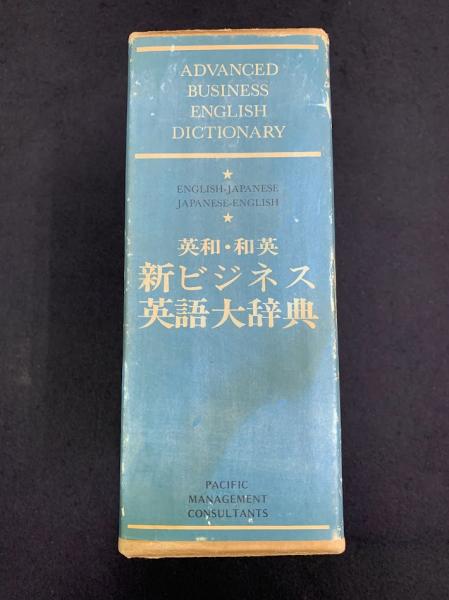 ADVANCED
BUSINESS
ENGLISH
DICTIONARY
★
ENGLISH-JAPANESE
JAPANESE-ENGLISH
★
英和・和英
新ビジネス
英語大辞典
PACIFIC
MANAGEMENT
CONSULTANTS